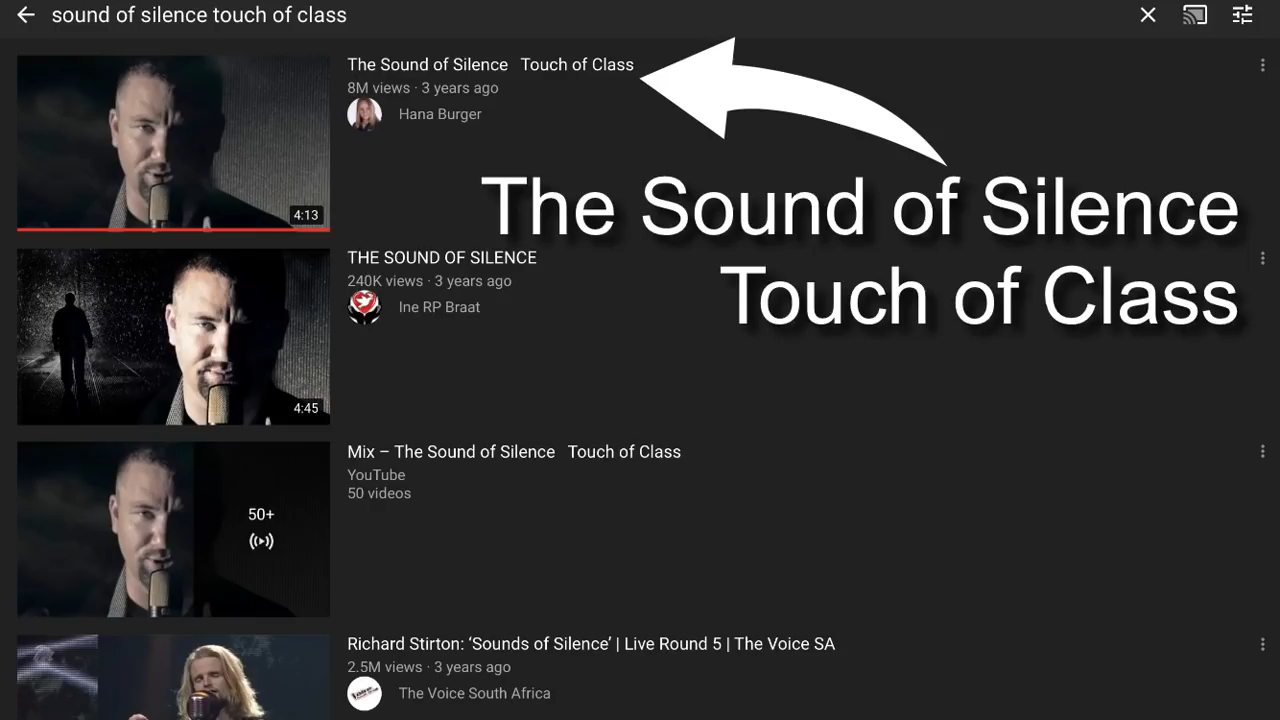 sound of silence touch of class
The Sound of Silence Touch of Class
8M views · 3 years ago
Hana Burger
4:13
The Sound of Silence
Touch of Class
THE SOUND OF SILENCE
240K views · 3 years ago
Ine RP Braat
4:45
Mix – The Sound of Silence Touch of Class
YouTube
50 videos
50+
Richard Stirton: ‘Sounds of Silence’ | Live Round 5 | The Voice SA
2.5M views · 3 years ago
The Voice South Africa